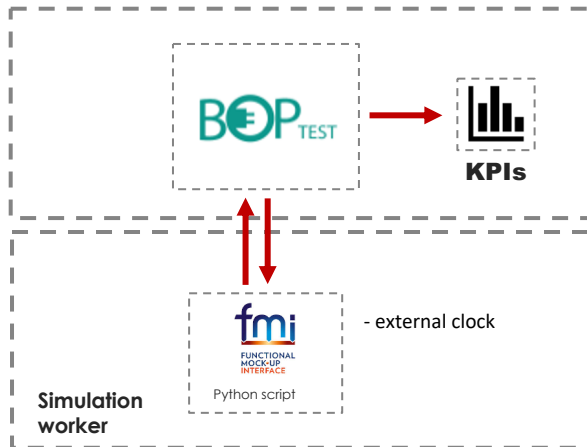 BOPTEST
KPIs
fmi
FUNCTIONAL
MOCK-UP
INTERFACE
- external clock
Python script
Simulation
worker